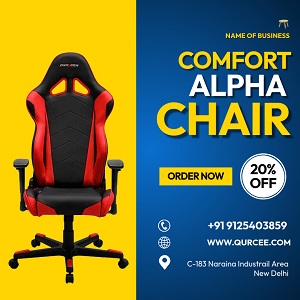 NAME OF BUSINESS
COMFORT
ALPHA
CHAIR
ORDER NOW
20%
OFF
+91 9125403859
WWW.QURCEE.COM
C-183 Naraina Industrail Area
New Delhi